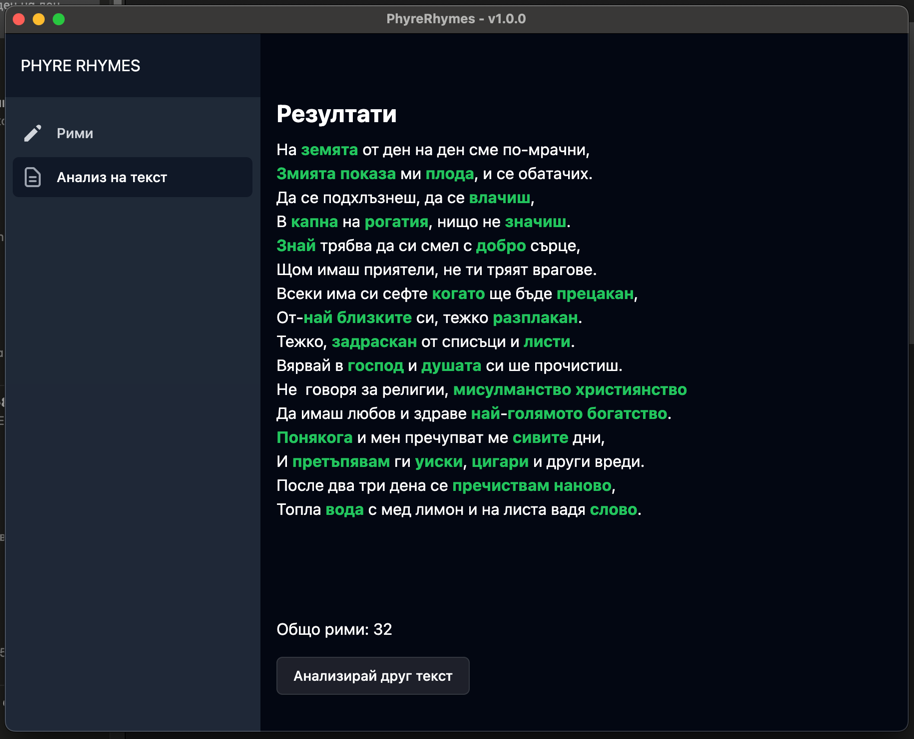 PhyreRhymes - v1.0.0
PHYRE RHYMES
Рими
Анализ на текст
Резултати
На земята от ден на ден сме по-мрачни,
Змията показа ми плода, и се обатачих.
Да се подхлъзнеш, да се влачиш,
В капна на рогатия, нищо не значиш.
Знай трябва да си смел с добро сърце,
Щом имаш приятели, не ти тряят врагове.
Всеки има си сефте когато ще бъде прецакан,
От-най близките си, тежко разплакан.
Тежко, задраскан от списъци и листи.
Вярвай в господ и душата си ше прочистиш.
Не  говоря за религии, мисулманство християнство
Да имаш любов и здраве най-голямото богатство.
Понякога и мен пречупват ме сивите дни,
И претъпявам ги уиски, цигари и други вреди.
После два три дена се пречиствам наново,
Топла вода с мед лимон и на листа вадя слово.
Общо рими: 32
Анализирай друг текст